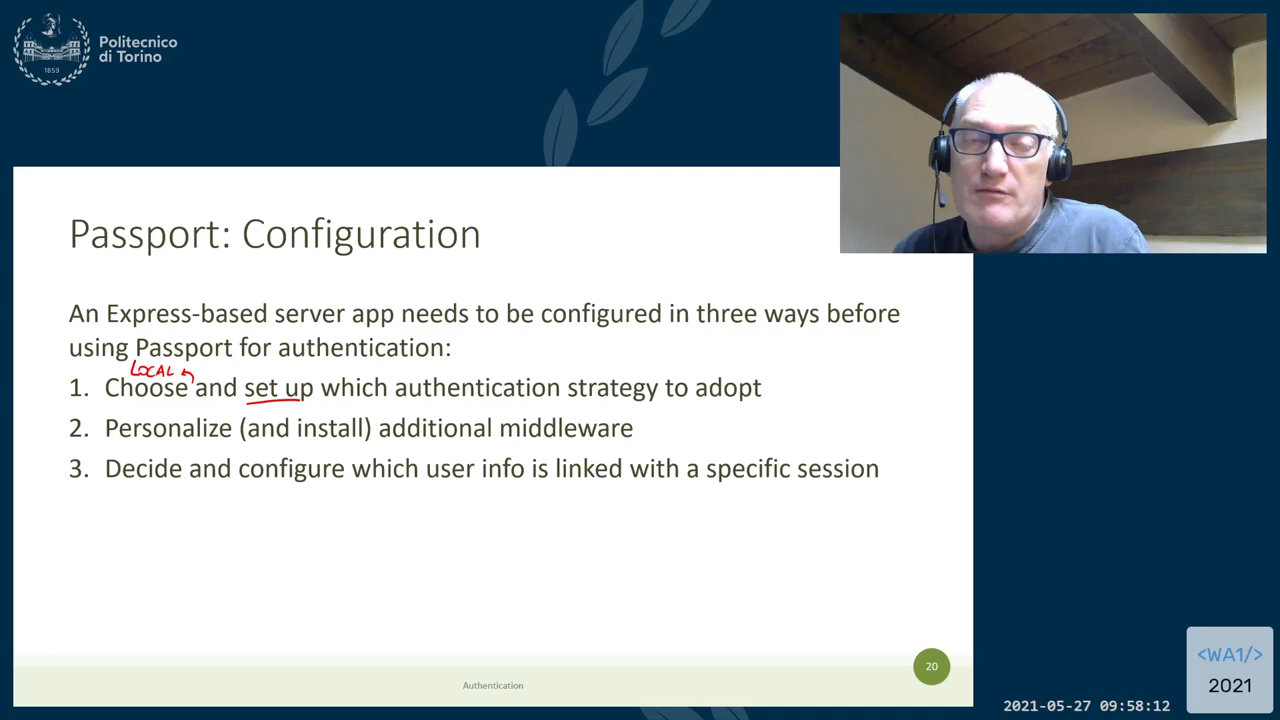 Politecnico
di Torino
1859
Passport: Configuration
An Express-based server app needs to be configured in three ways before
using Passport for authentication:
LOCAL
1. Choose and set up which authentication strategy to adopt
2. Personalize (and install) additional middleware
3. Decide and configure which user info is linked with a specific session
Authentication
20
<WA1/>
2021
2021-05-27 09:58:12